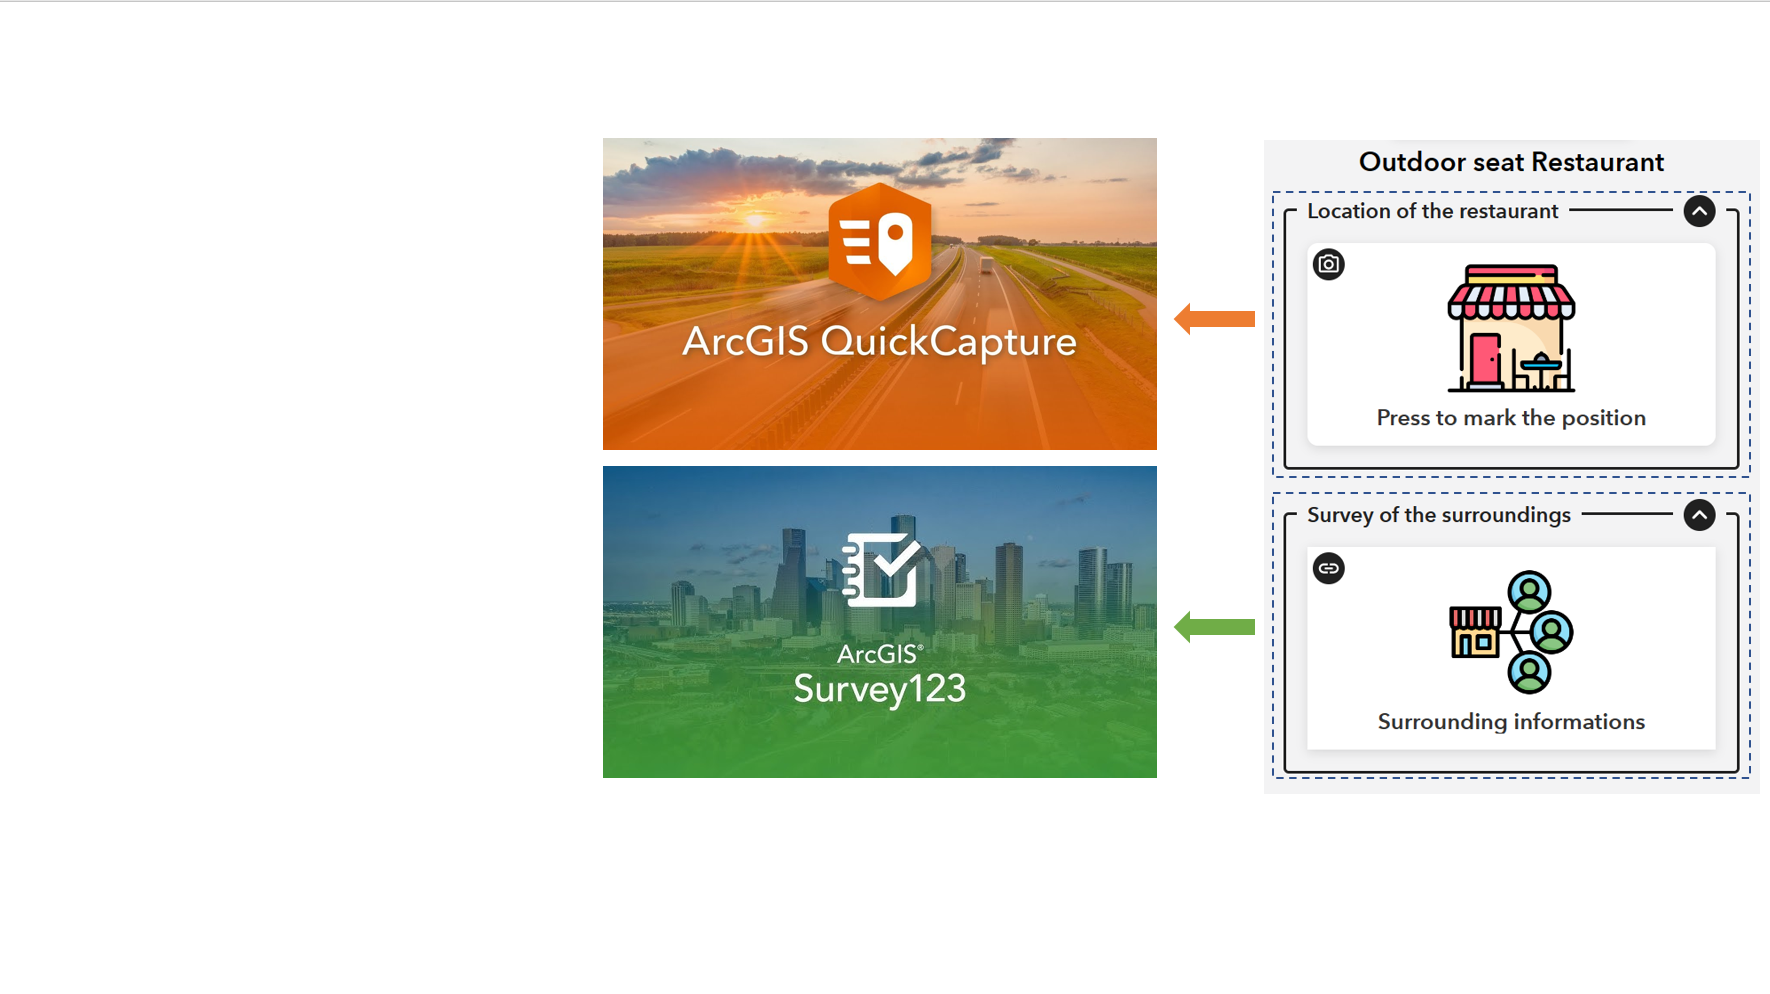 ArcGIS QuickCapture
ArcGIS®
Survey123
Outdoor seat Restaurant
Location of the restaurant
Press to mark the position
Survey of the surroundings
Surrounding informations